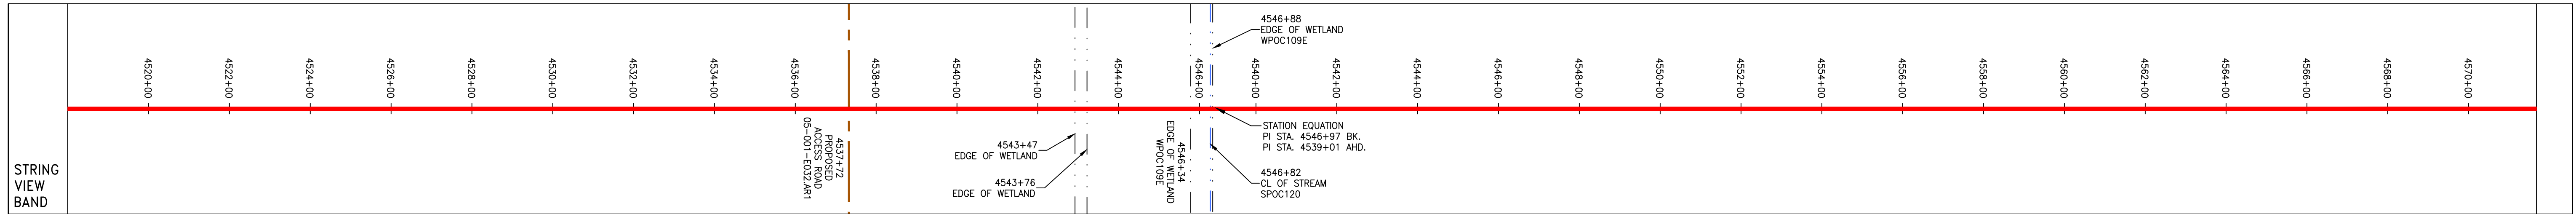 4546+88
EDGE OF WETLAND
WPOC109E
4520+00
4522+00
4524+00
4526+00
4528+00
4530+00
4532+00
4534+00
4536+00
4538+00
4540+00
4542+00
4544+00
4546+00
4540+00
4542+00
4544+00
4546+00
4548+00
4550+00
4552+00
4554+00
4556+00
4558+00
4560+00
4562+00
4564+00
4566+00
4568+00
4570+00
4537+72
PROPOSED
ACCESS ROAD
05-001-E032.AR1
4543+47
EDGE OF WETLAND
4543+76
EDGE OF WETLAND
4546+34
EDGE OF WETLAND
WPOC109E
STATION EQUATION
PI STA. 4546+97 BK.
PI STA. 4539+01 AHD.
4546+82
CL OF STREAM
SPOC120
STRING
VIEW
BAND